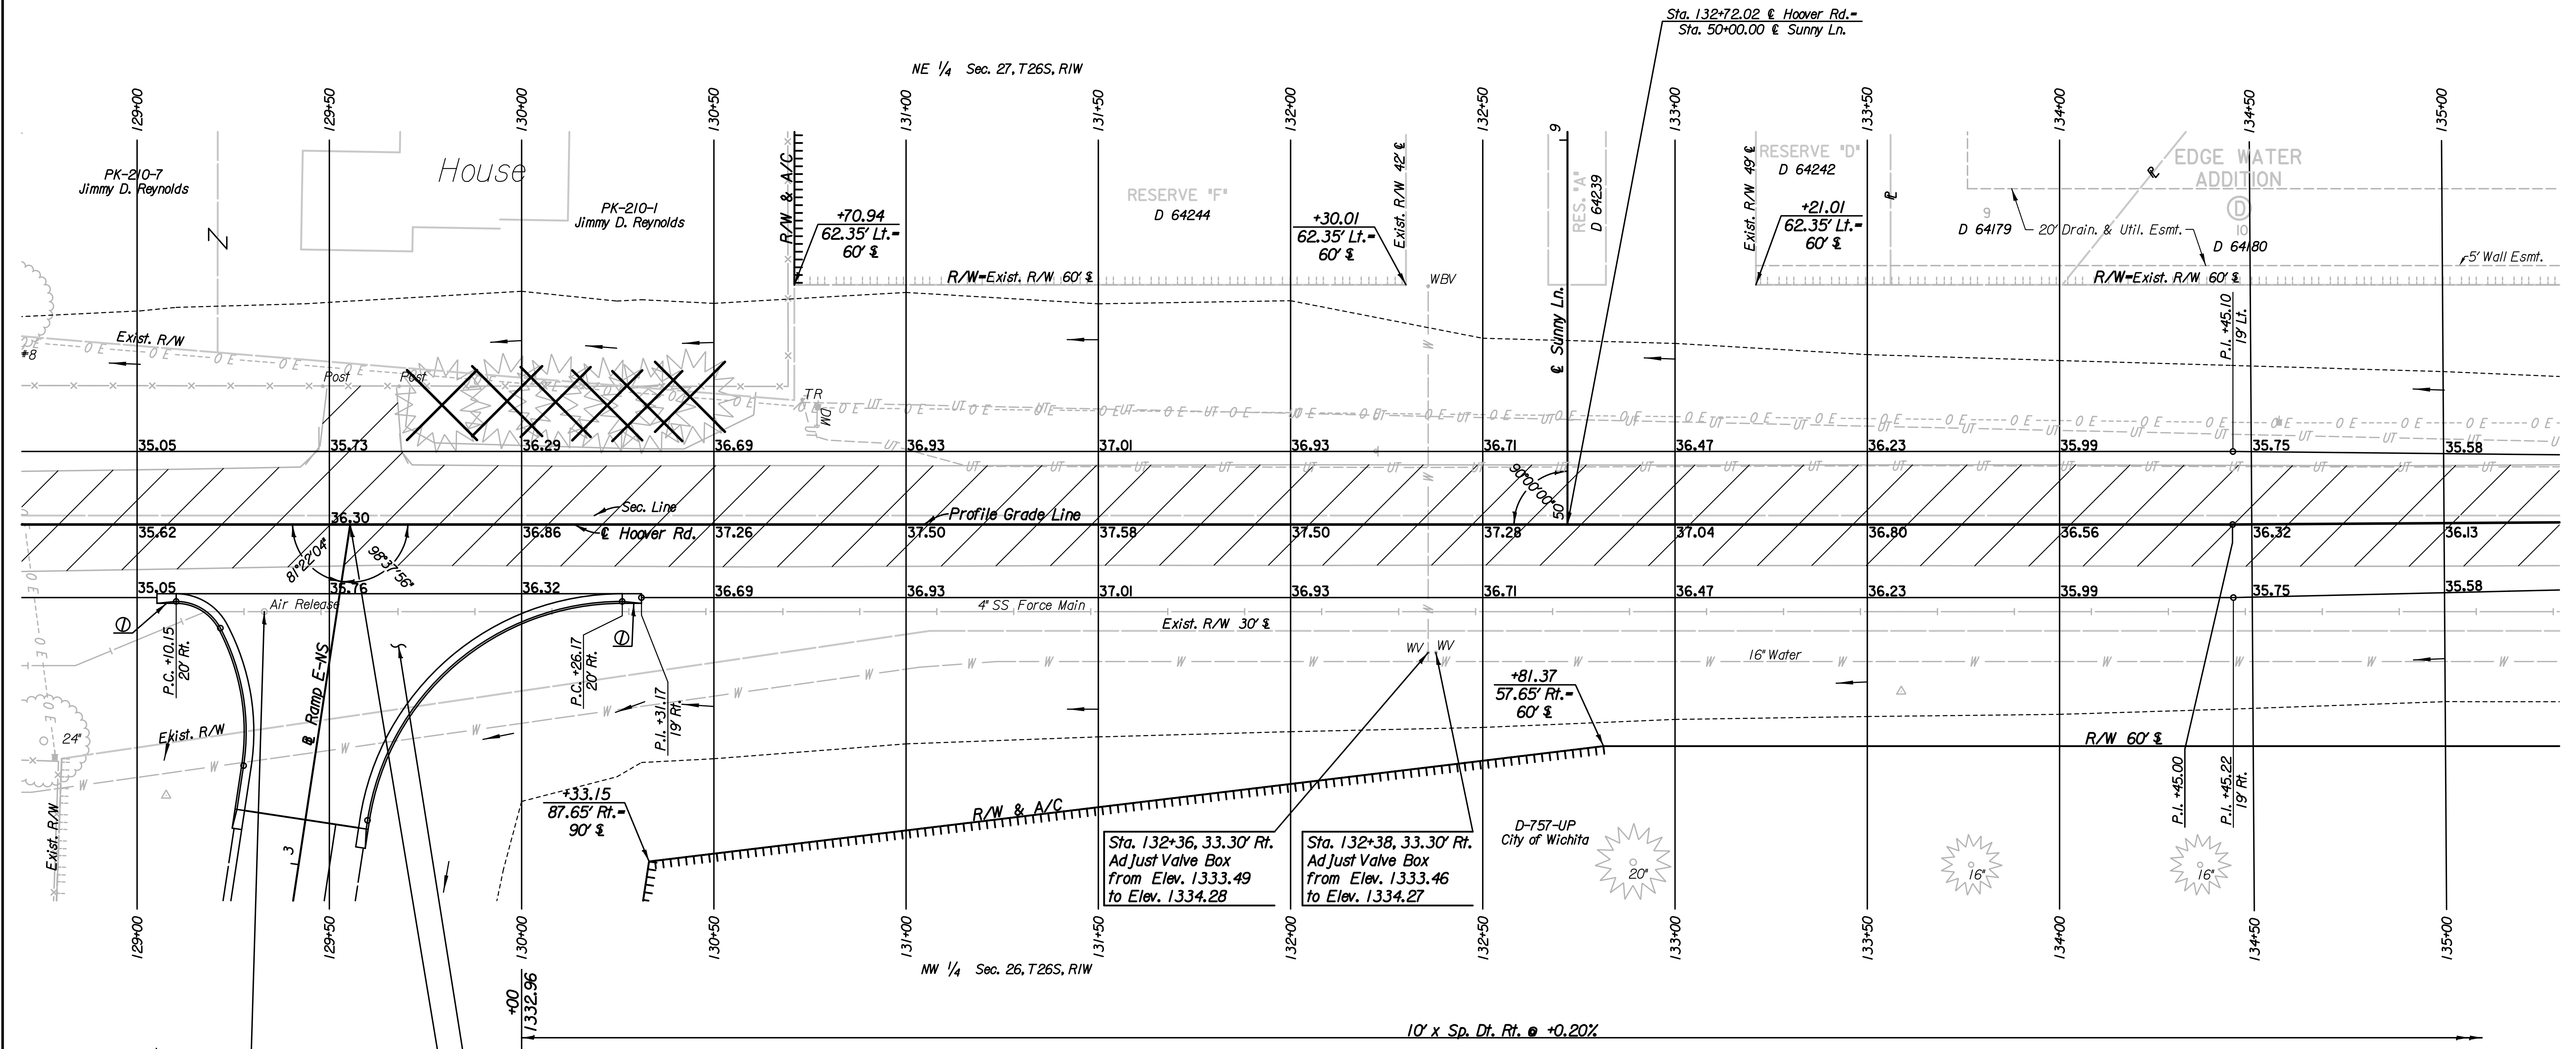 Sta. 132+72.02 ℄ Hoover Rd.=
Sta. 50+00.00 ℄ Sunny Ln.
NE 1/4 Sec. 27, T26S, R1W
129+00
129+50
130+00
130+50
131+00
131+50
132+00
132+50
133+00
133+50
134+00
134+50
135+00
PK-210-7
Jimmy D. Reynolds
House
PK-210-1
Jimmy D. Reynolds
R/W & A/C
+70.94
62.35' Lt.=
60' ℄
RESERVE "F"
D 64244
+30.01
62.35' Lt.=
60' ℄
Exist. R/W 42' ℄
6
RES. "A"
D 64239
Exist. R/W 49' ℄
RESERVE "D"
D 64242
+21.01
62.35' Lt.=
60' ℄
℄ Sunny Ln.
50
EDGE WATER
ADDITION
D
9
10
D 64179
20' Drain. & Util. Esmt.
D 64180
5' Wall Esmt.
R/W=Exist. R/W 60' ℄
R/W=Exist. R/W 60' ℄
WBV
P.I. +45.10
19' Lt.
Exist. R/W
#8
Post
Post
TR
WM
35.05
35.73
36.29
36.69
36.93
37.01
36.93
36.71
36.47
36.23
35.99
35.75
35.58
90°00'00"
Sec. Line
Profile Grade Line
36.30
35.62
36.86
℄ Hoover Rd.
37.26
37.50
37.58
37.50
37.28
37.04
36.80
36.56
36.32
36.13
81°22'04"
98°37'56"
35.05
35.76
36.32
36.69
36.93
37.01
36.93
36.71
36.47
36.23
35.99
35.75
35.58
Air Release
4" SS Force Main
Exist. R/W 30' ℄
1
1
P.C. +10.15
20' Rt.
P.C. +26.17
20' Rt.
P.I. +31.17
19' Rt.
WV
WV
16" Water
Ramp E-NS
3
Exist. R/W
24"
Exist. R/W
+81.37
57.65' Rt.=
60' ℄
R/W 60' ℄
P.I. +45.00
P.I. +45.22
19' Rt.
+33.15
87.65' Rt.=
90' ℄
R/W & A/C
Sta. 132+36, 33.30' Rt.
Adjust Valve Box
from Elev. 1333.49
to Elev. 1334.28
Sta. 132+38, 33.30' Rt.
Adjust Valve Box
from Elev. 1333.46
to Elev. 1334.27
D-757-UP
City of Wichita
20"
16"
16"
129+00
129+50
130+00
130+50
131+00
131+50
132+00
132+50
133+00
133+50
134+00
134+50
135+00
NW 1/4 Sec. 26, T26S, R1W
+00
1332.96
10' x Sp. Dt. Rt. @ +0.20%